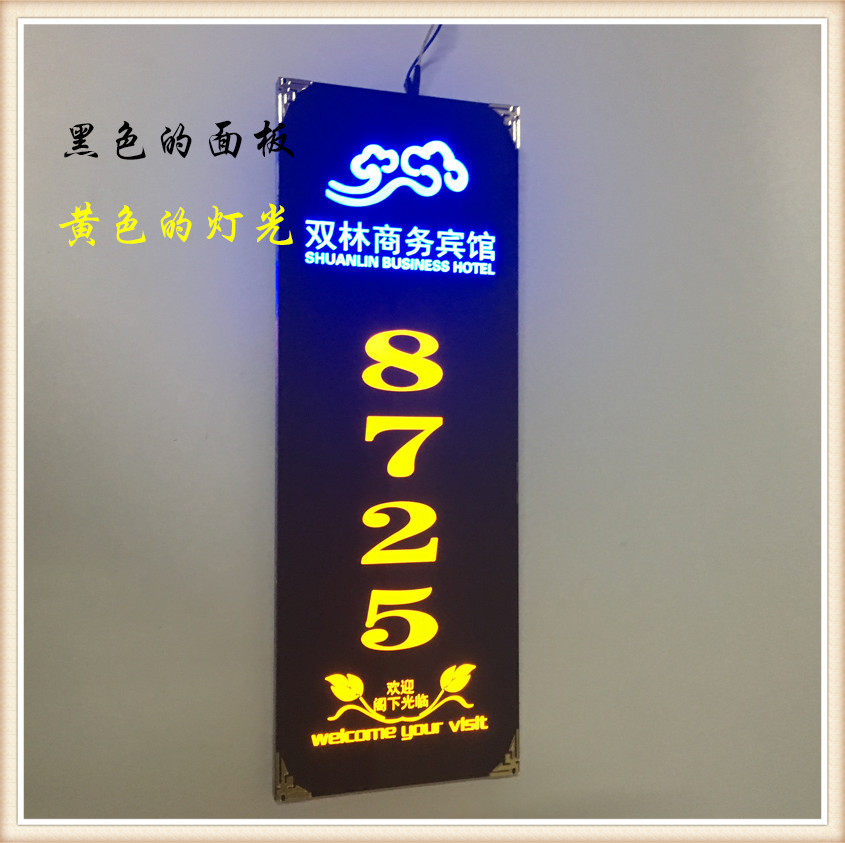 黑色的面板
黄色的灯光
双林商务宾馆
SHUANLIN BUSINESS HOTEL
8
7
2
5
欢迎
阁下光临
welcome your visit